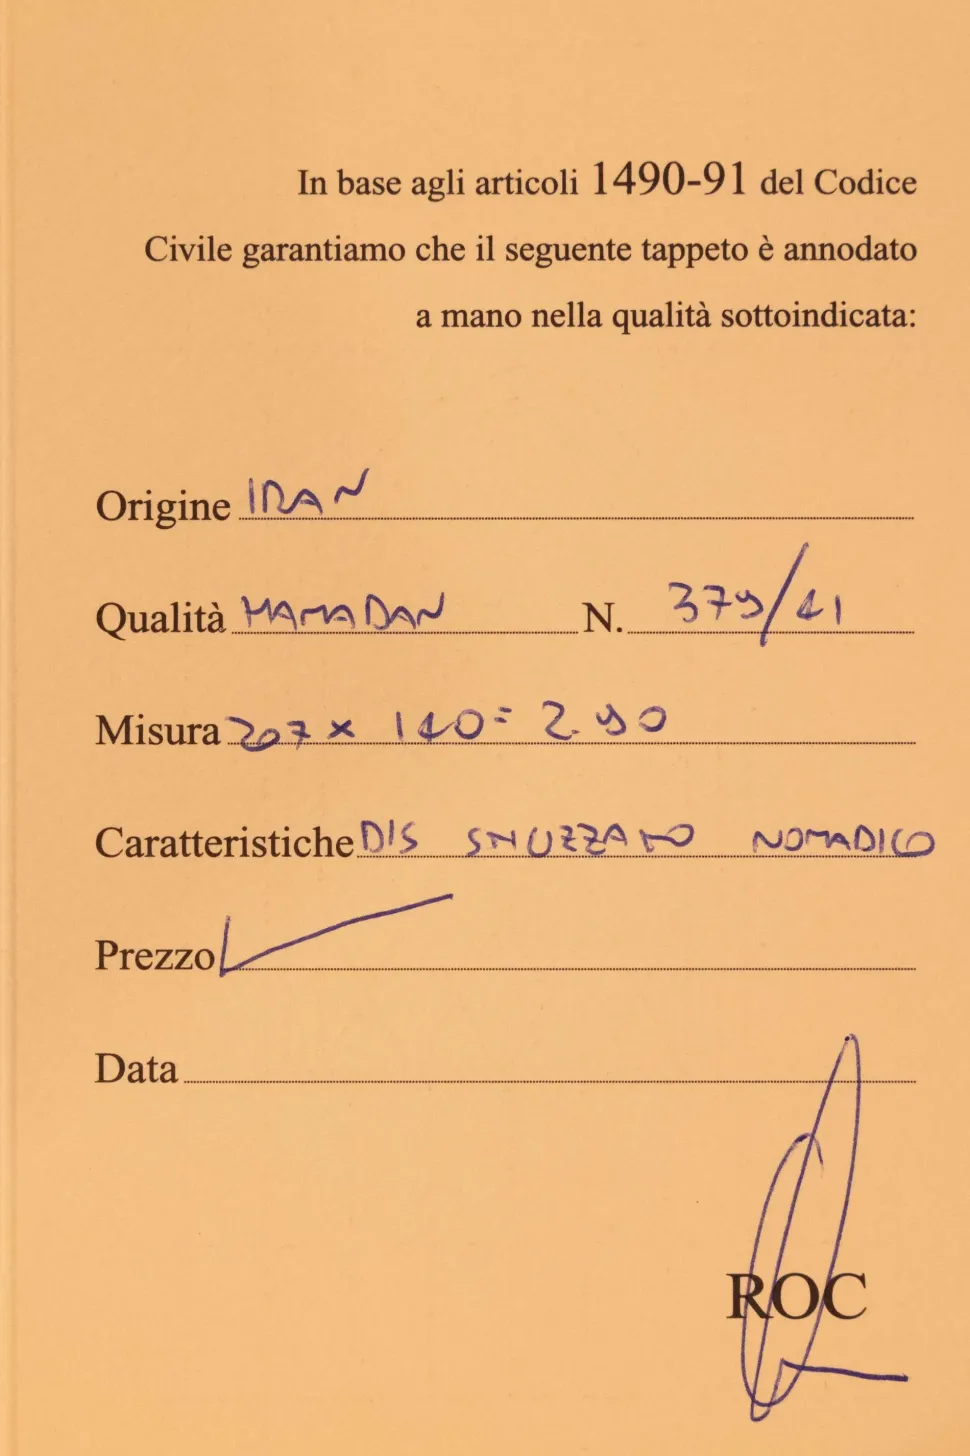 In base agli articoli 1490-91 del Codice
Civile garantiamo che il seguente tappeto è annodato
a mano nella qualità sottoindicata:
Origine IRAN
Qualità HAMADAN N. 379/41
Misura 207 x 140 = 2.90
Caratteristiche DIS NOMADICO
Prezzo
Data
ROC